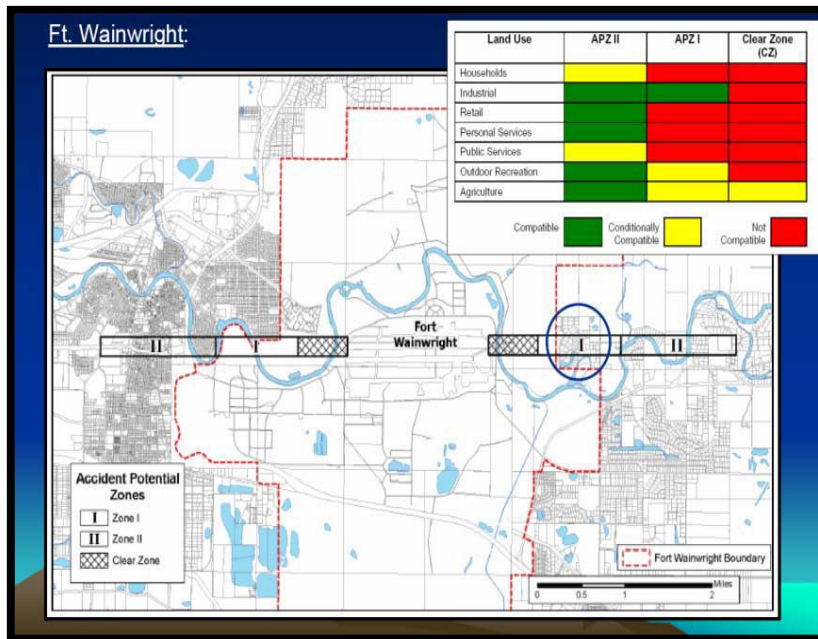 Ft. Wainwright:
Land Use APZ II APZ I Clear Zone
(CZ)
Households
Industrial
Retail
Personal Services
Public Services
Outdoor Recreation
Agriculture
Compatible Conditionally Not
Compatible Compatible
Fort
Wainwright
II I I II
Accident Potential
Zones
I Zone I
II Zone II
Clear Zone
Fort Wainwright Boundary
Miles
0 0.5 1 2